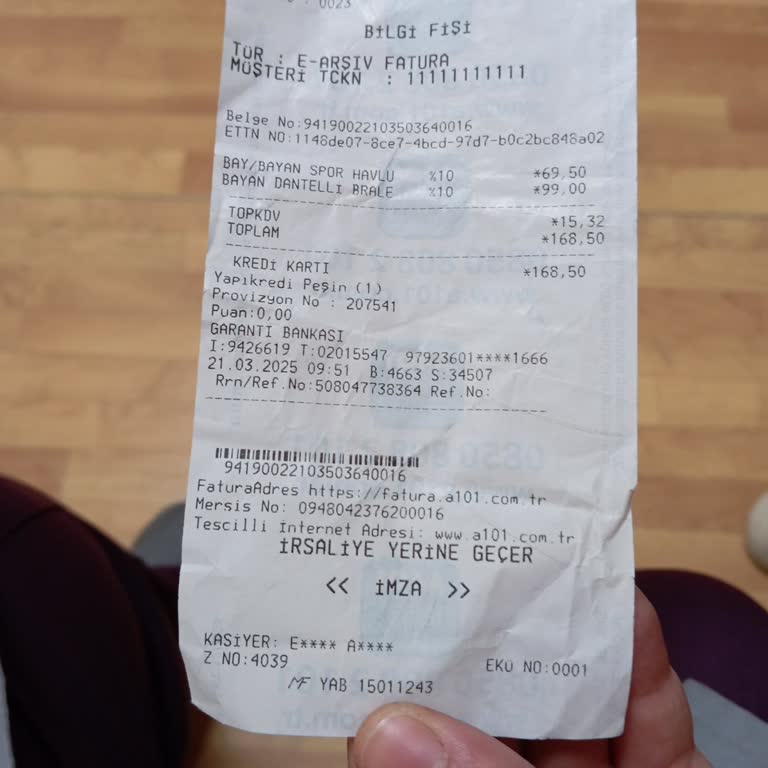 0023
BİLGİ FİŞİ
TÜR : E-ARŞİV FATURA
MÜŞTERİ TCKN : 11111111111
Belge No:94190022103503640016
ETTN NO:1148de07-8ce7-4bcd-97d7-b0c2bc848a02
BAY/BAYAN SPOR HAVLU %10 *69,50
BAYAN DANTELLİ BRALE %10 *99,00
TOPKDV *15,32
TOPLAM *168,50
KREDİ KARTI *168,50
Yapıkredi Peşin (1)
Provizyon No : 207541
Puan:0,00
GARANTİ BANKASI
I:9426619 T:02015547 97923601****1666
21.03.2025 09:51 B:4663 S:34507
Rrn/Ref.No:508047738364 Ref.No:
94190022103503640016
FaturaAdres https://fatura.a101.com.tr
Mersis No: 0948042376200016
Tescilli İnternet Adresi: www.a101.com.tr
İRSALİYE YERİNE GEÇER
<< İMZA >>
KASİYER: E**** A****
Z NO:4039 EKÜ NO:0001
MF YAB 15011243